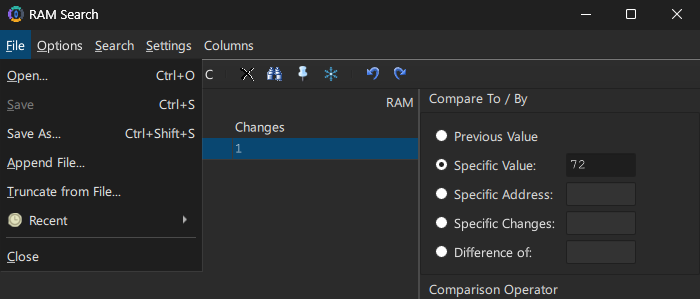 RAM Search
File Options Search Settings Columns
Open... Ctrl+O
C
Save Ctrl+S
Save As... Ctrl+Shift+S
Append File...
Truncate from File...
Recent
Close
RAM
Changes
1
Compare To / By
Previous Value
Specific Value: 72
Specific Address:
Specific Changes:
Difference of:
Comparison Operator